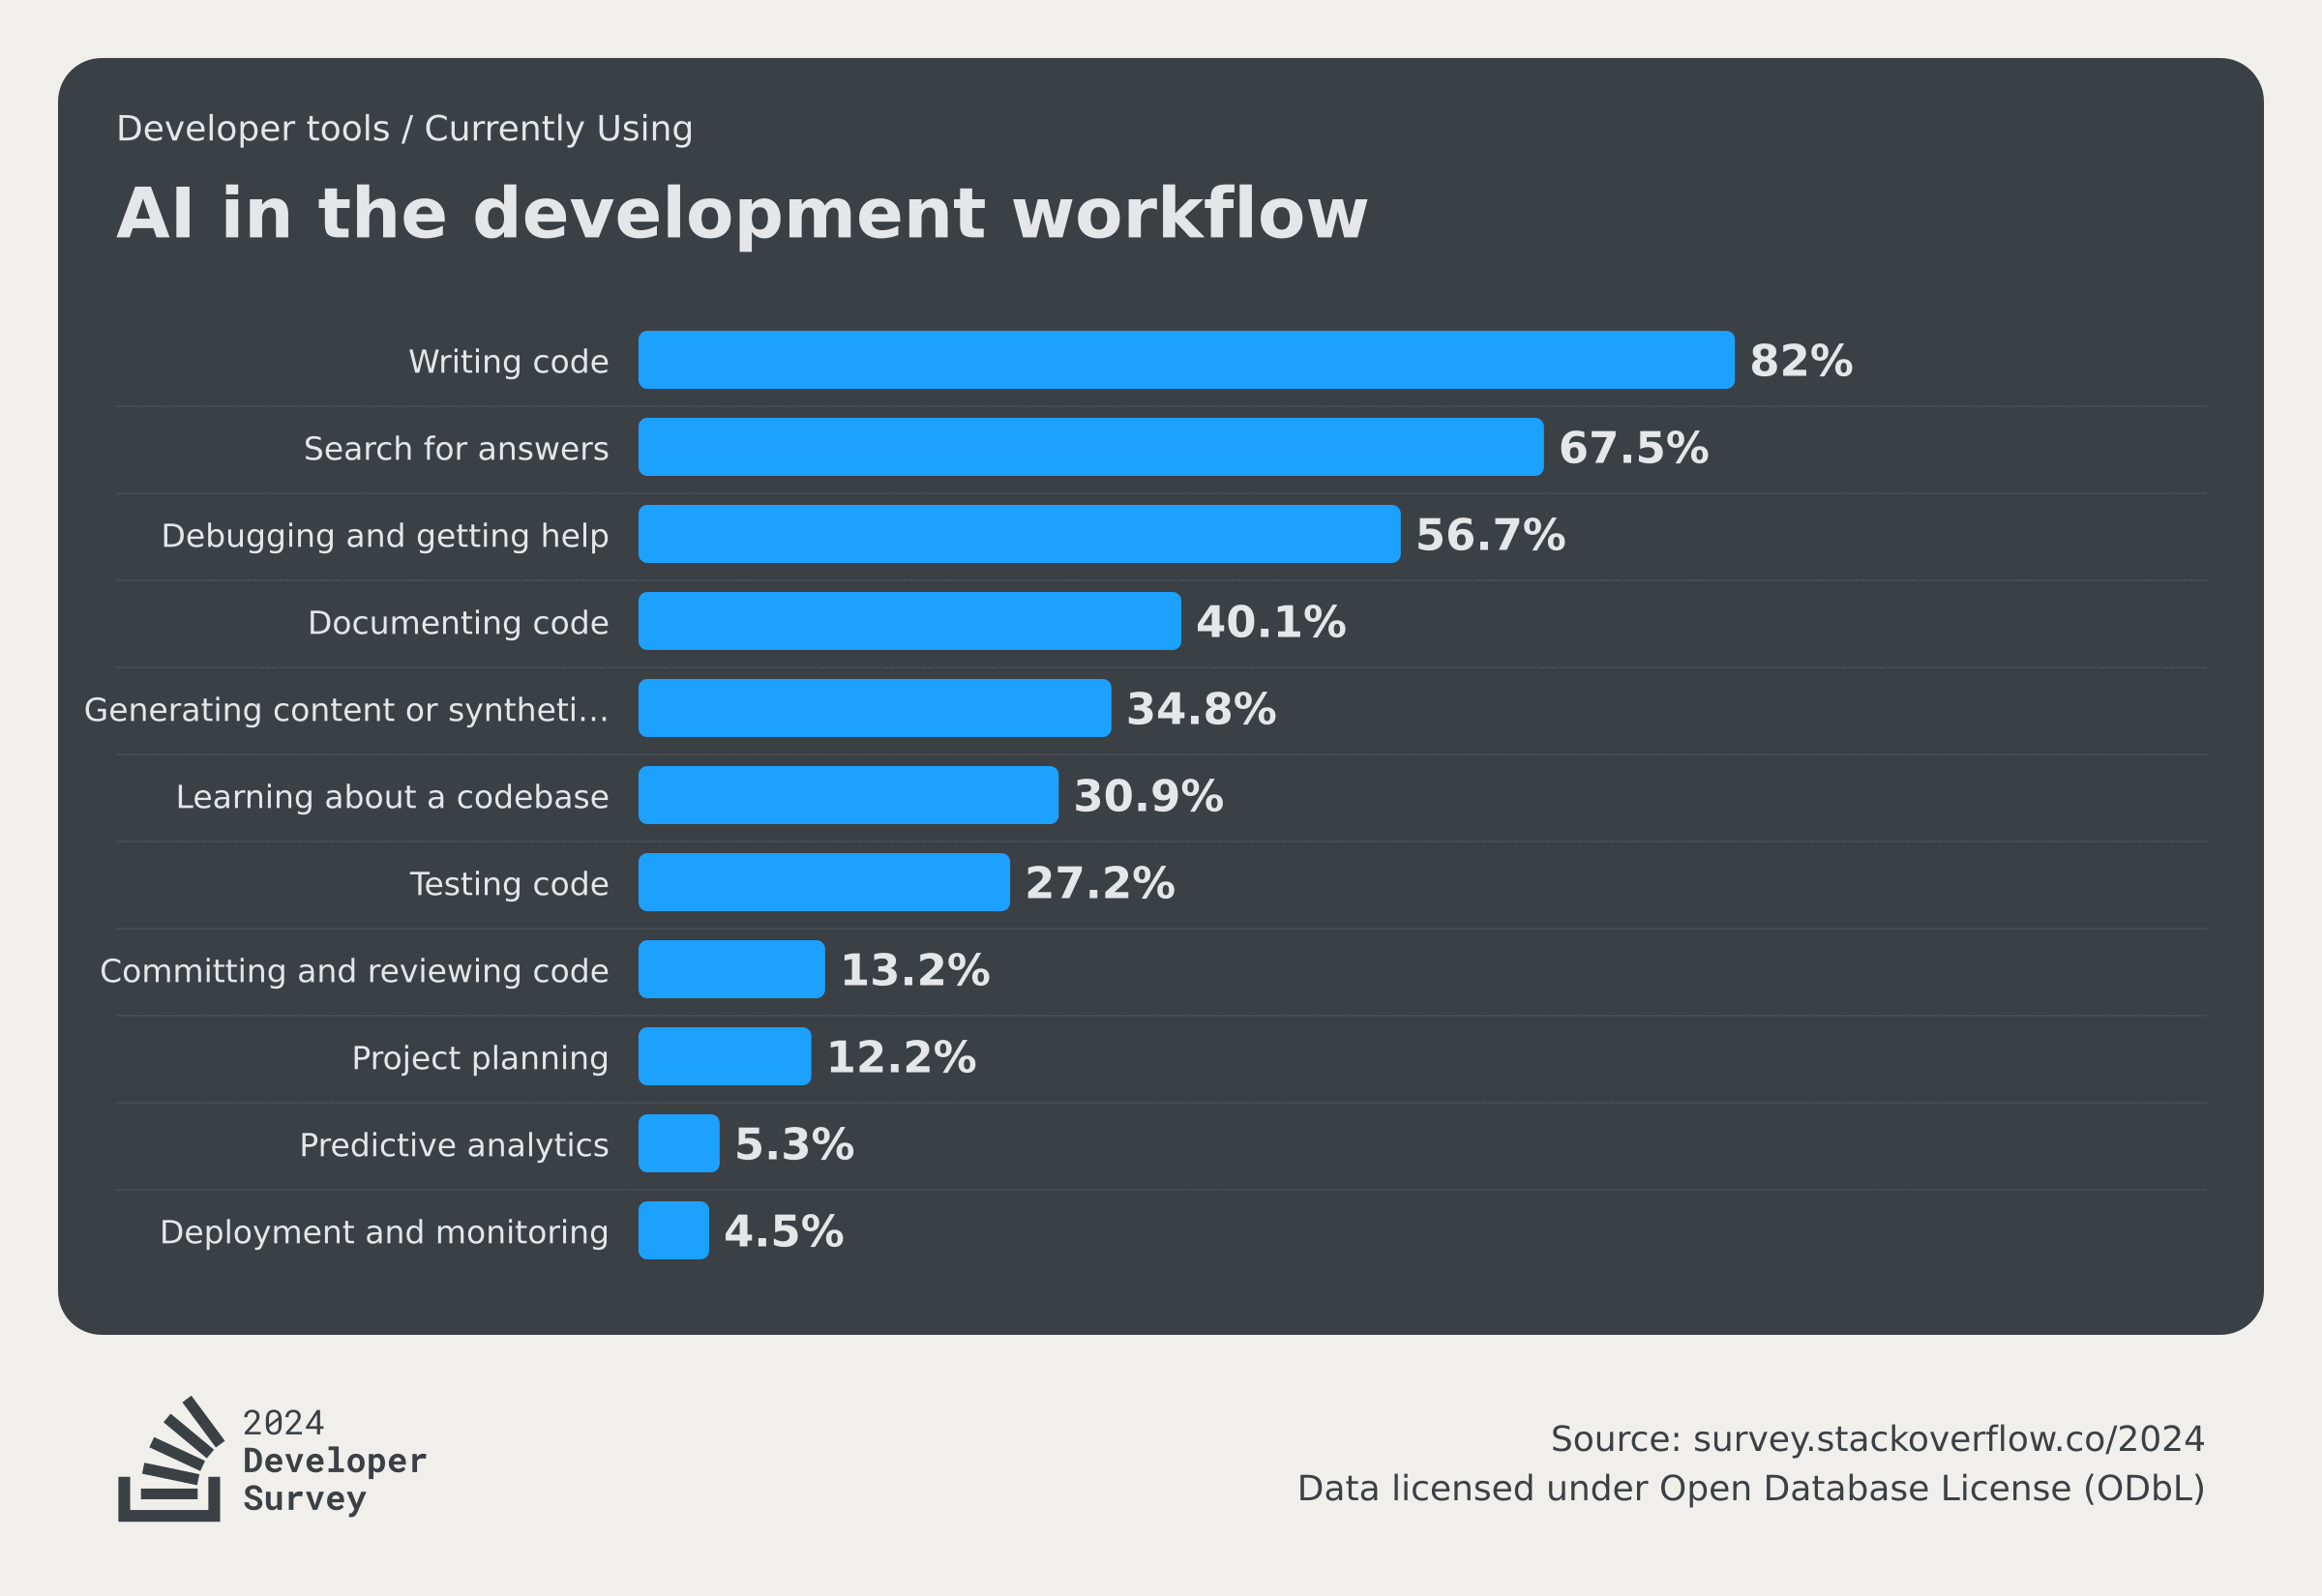 Developer tools / Currently Using
AI in the development workflow
Writing code 82%
Search for answers 67.5%
Debugging and getting help 56.7%
Documenting code 40.1%
Generating content or syntheti... 34.8%
Learning about a codebase 30.9%
Testing code 27.2%
Committing and reviewing code 13.2%
Project planning 12.2%
Predictive analytics 5.3%
Deployment and monitoring 4.5%
2024
Developer
Survey
Source: survey.stackoverflow.co/2024
Data licensed under Open Database License (ODbL)